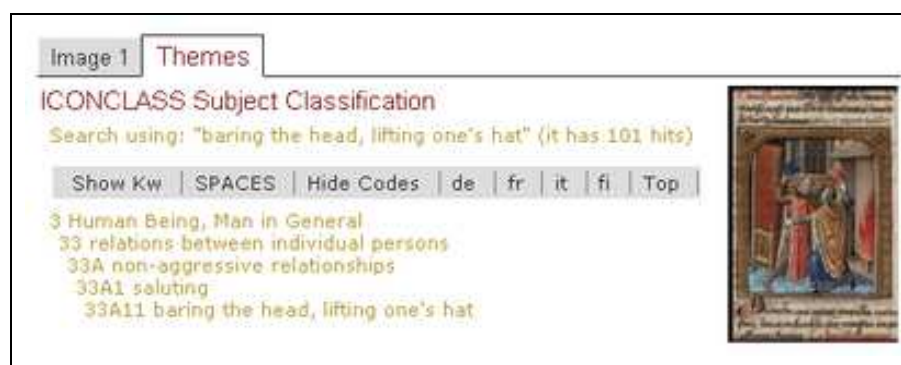 Image 1 Themes
ICONCLASS Subject Classification
Search using: "baring the head, lifting one's hat" (it has 101 hits)
Show Kw | SPACES | Hide Codes | de | fr | it | fi | Top |
3 Human Being, Man in General
33 relations between individual persons
33A non-aggressive relationships
33A1 saluting
33A11 baring the head, lifting one's hat